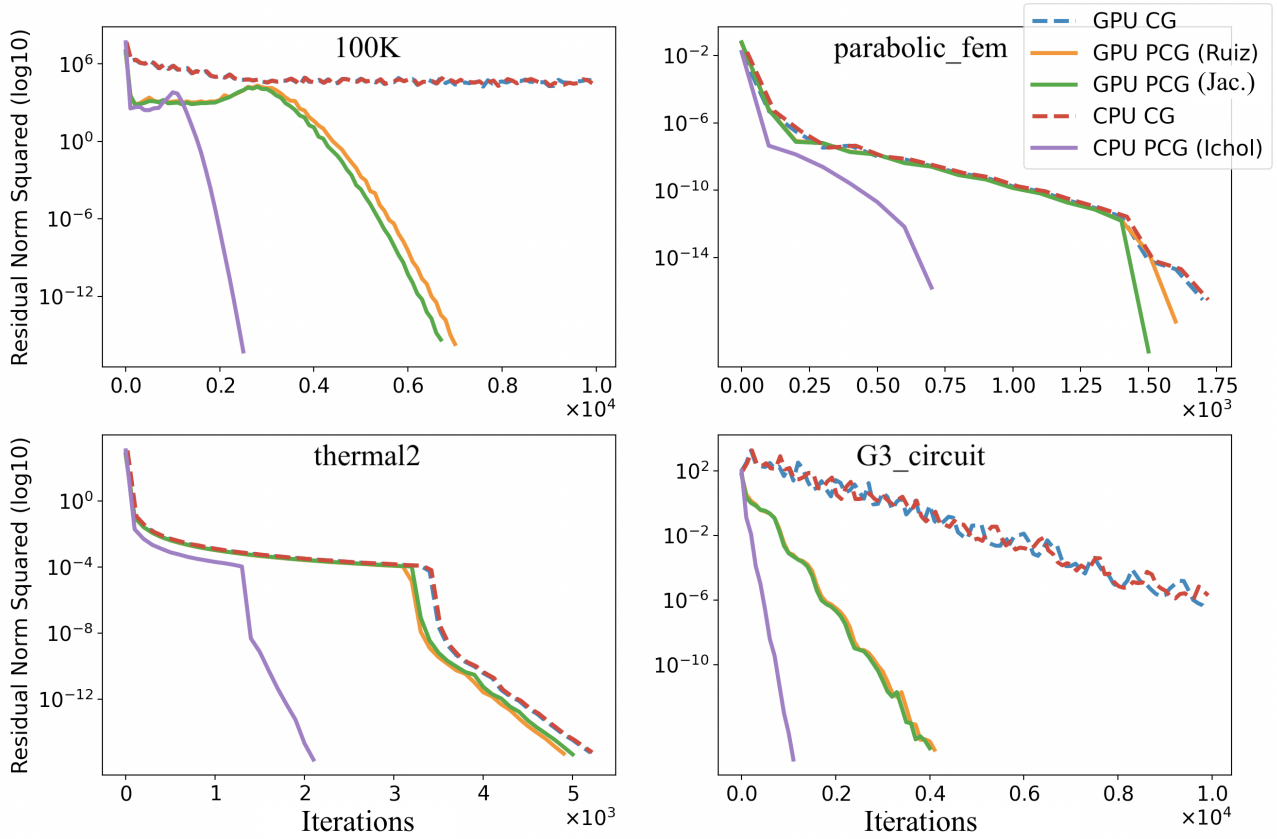 GPU CG
GPU PCG (Ruiz)
GPU PCG (Jac.)
CPU CG
CPU PCG (Ichol)
100K
Residual Norm Squared (log10)
10^6
10^0
10^−6
10^−12
0.0 0.2 0.4 0.6 0.8 1.0
×10^4
parabolic_fem
10^−2
10^−6
10^−10
10^−14
0.00 0.25 0.50 0.75 1.00 1.25 1.50 1.75
×10^3
thermal2
Residual Norm Squared (log10)
10^0
10^−4
10^−8
10^−12
0 1 2 3 4 5
×10^3
Iterations
G3_circuit
10^2
10^−2
10^−6
10^−10
0.0 0.2 0.4 0.6 0.8 1.0
×10^4
Iterations